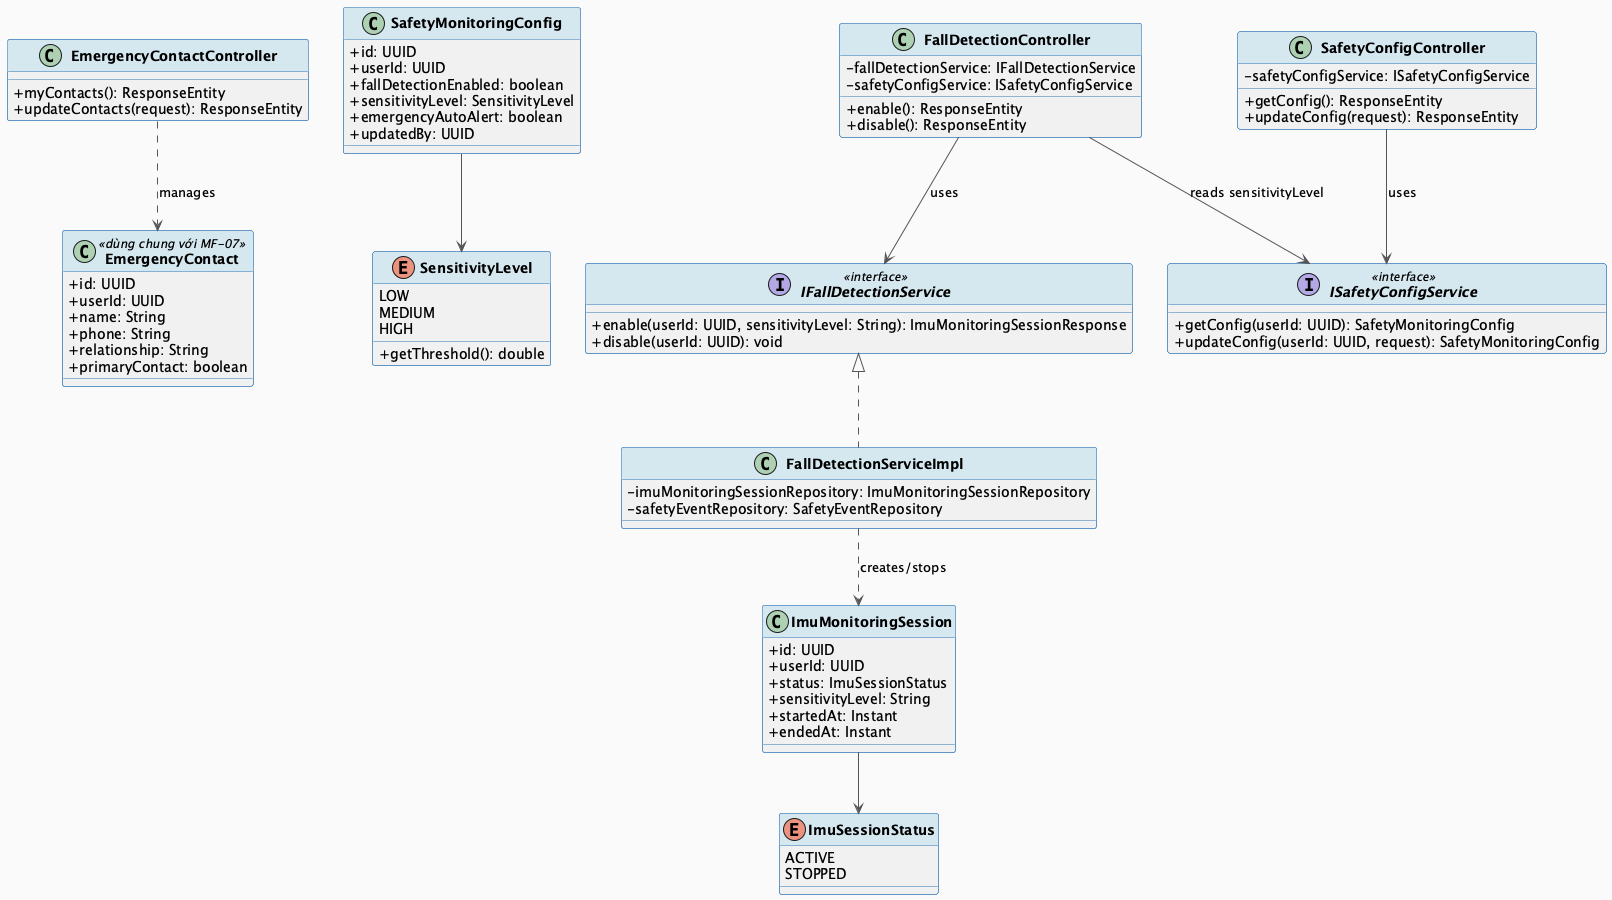 C EmergencyContactController
+myContacts(): ResponseEntity
+updateContacts(request): ResponseEntity
manages
C «dùng chung với MF-07»
EmergencyContact
+id: UUID
+userId: UUID
+name: String
+phone: String
+relationship: String
+primaryContact: boolean
C SafetyMonitoringConfig
+id: UUID
+userId: UUID
+fallDetectionEnabled: boolean
+sensitivityLevel: SensitivityLevel
+emergencyAutoAlert: boolean
+updatedBy: UUID
E SensitivityLevel
LOW
MEDIUM
HIGH
+getThreshold(): double
C FallDetectionController
-fallDetectionService: IFallDetectionService
-safetyConfigService: ISafetyConfigService
+enable(): ResponseEntity
+disable(): ResponseEntity
uses
reads sensitivityLevel
C SafetyConfigController
-safetyConfigService: ISafetyConfigService
+getConfig(): ResponseEntity
+updateConfig(request): ResponseEntity
uses
I «interface»
IFallDetectionService
+enable(userId: UUID, sensitivityLevel: String): ImuMonitoringSessionResponse
+disable(userId: UUID): void
I «interface»
ISafetyConfigService
+getConfig(userId: UUID): SafetyMonitoringConfig
+updateConfig(userId: UUID, request): SafetyMonitoringConfig
C FallDetectionServiceImpl
-imuMonitoringSessionRepository: ImuMonitoringSessionRepository
-safetyEventRepository: SafetyEventRepository
creates/stops
C ImuMonitoringSession
+id: UUID
+userId: UUID
+status: ImuSessionStatus
+sensitivityLevel: String
+startedAt: Instant
+endedAt: Instant
E ImuSessionStatus
ACTIVE
STOPPED